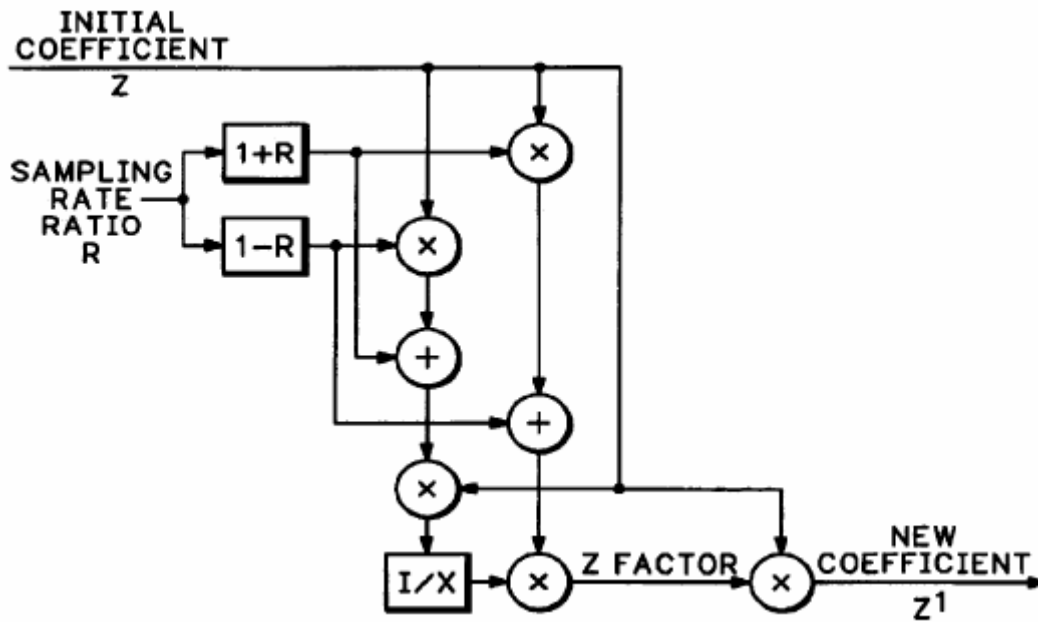 INITIAL
COEFFICIENT
Z
1+R
×
SAMPLING
RATE
RATIO
R
1−R
×
+
+
×
I/X
×
Z FACTOR
×
NEW
COEFFICIENT
Z1